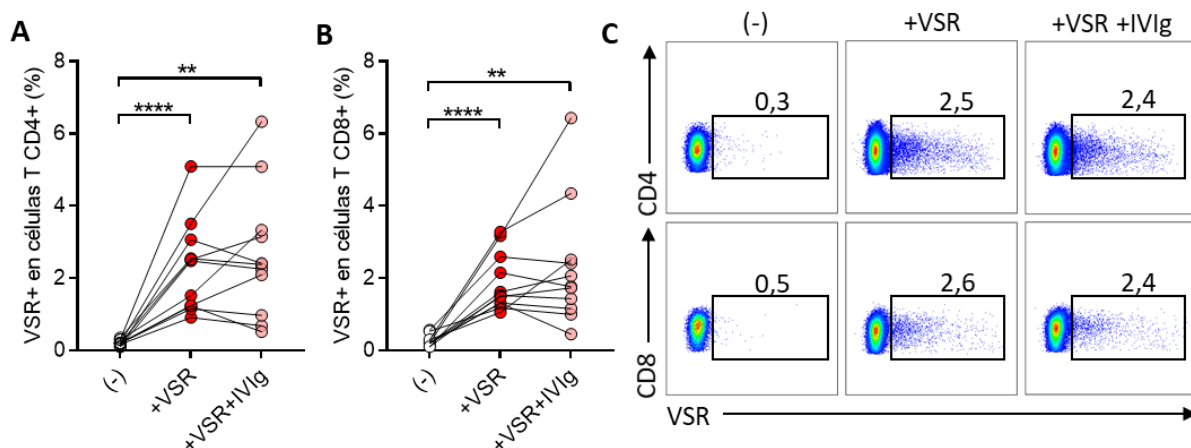 A
VSR+ en células T CD4+ (%)
8
6
4
2
0
**
****
(-)
+VSR
+VSR+IVIg
B
VSR+ en células T CD8+ (%)
8
6
4
2
0
**
****
(-)
+VSR
+VSR+IVIg
C
(-)
+VSR
+VSR +IVIg
CD4
0,3
2,5
2,4
CD8
0,5
2,6
2,4
VSR